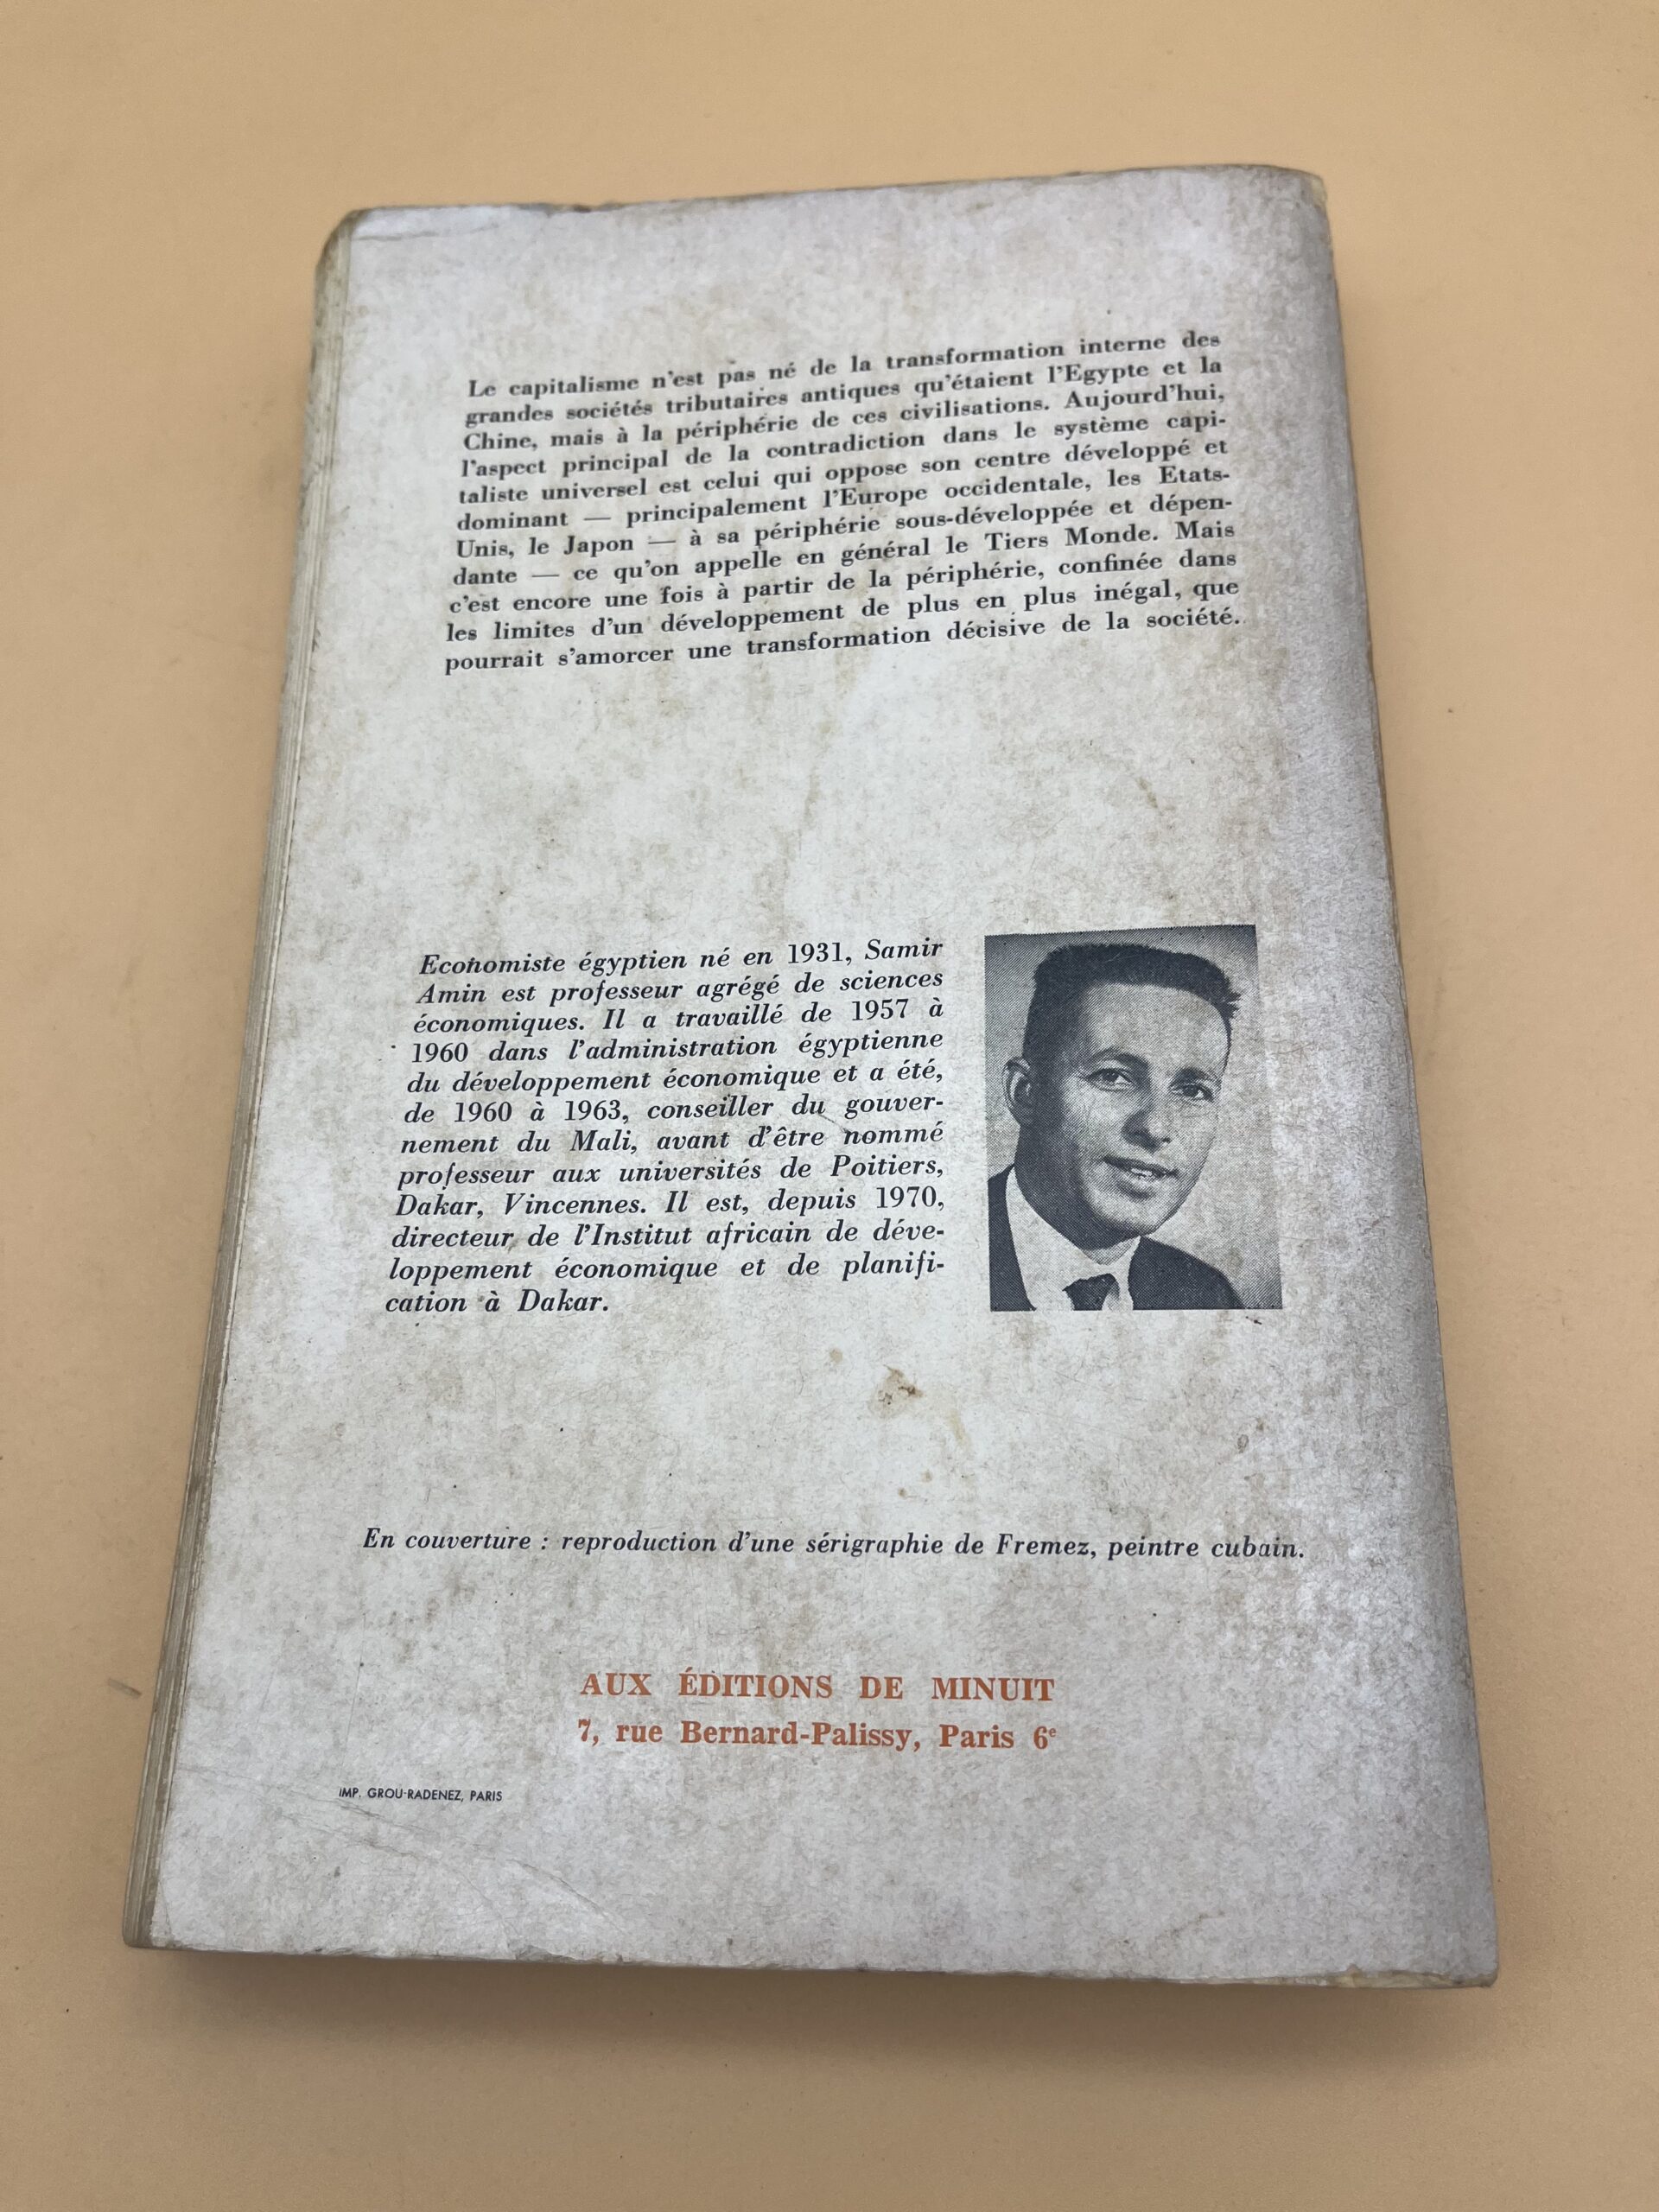 Le capitalisme n'est pas né de la transformation interne des
grandes sociétés tributaires antiques qu'étaient l'Egypte et la
Chine, mais à la périphérie de ces civilisations. Aujourd'hui,
l'aspect principal de la contradiction dans le système capi-
taliste universel est celui qui oppose son centre développé et
dominant — principalement l'Europe occidentale, les Etats-
Unis, le Japon — à sa périphérie sous-développée et dépen-
dante — ce qu'on appelle en général le Tiers Monde. Mais
c'est encore une fois à partir de la périphérie, confinée dans
les limites d'un développement de plus en plus inégal, que
pourrait s'amorcer une transformation décisive de la société.
Economiste égyptien né en 1931, Samir
Amin est professeur agrégé de sciences
économiques. Il a travaillé de 1957 à
1960 dans l'administration égyptienne
du développement économique et a été,
de 1960 à 1963, conseiller du gouver-
nement du Mali, avant d'être nommé
professeur aux universités de Poitiers,
Dakar, Vincennes. Il est, depuis 1970,
directeur de l'Institut africain de déve-
loppement économique et de planifi-
cation à Dakar.
En couverture : reproduction d'une sérigraphie de Fremez, peintre cubain.
AUX ÉDITIONS DE MINUIT
7, rue Bernard-Palissy, Paris 6e
IMP. GROU-RADENEZ, PARIS